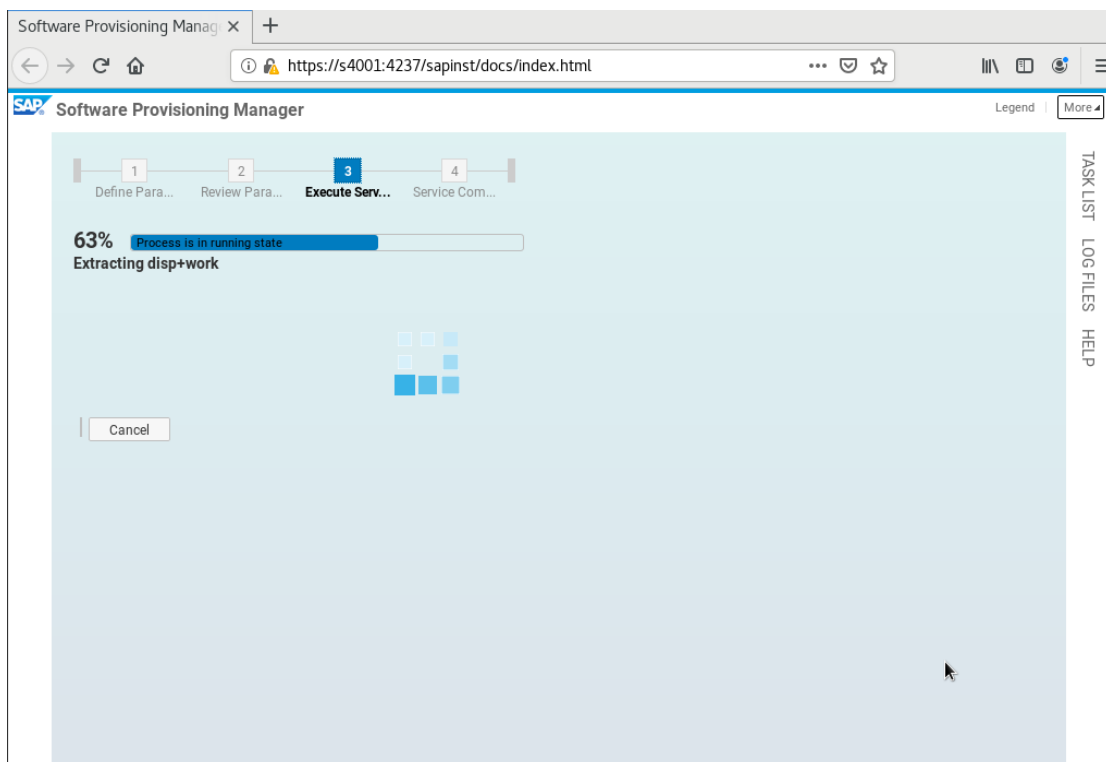 Software Provisioning Manag
https://s4001:4237/sapinst/docs/index.html
SAP Software Provisioning Manager
Legend
More
1 2 3 4
Define Para... Review Para... Execute Serv... Service Com...
63% Process is in running state
Extracting disp+work
Cancel
TASK LIST
LOG FILES
HELP